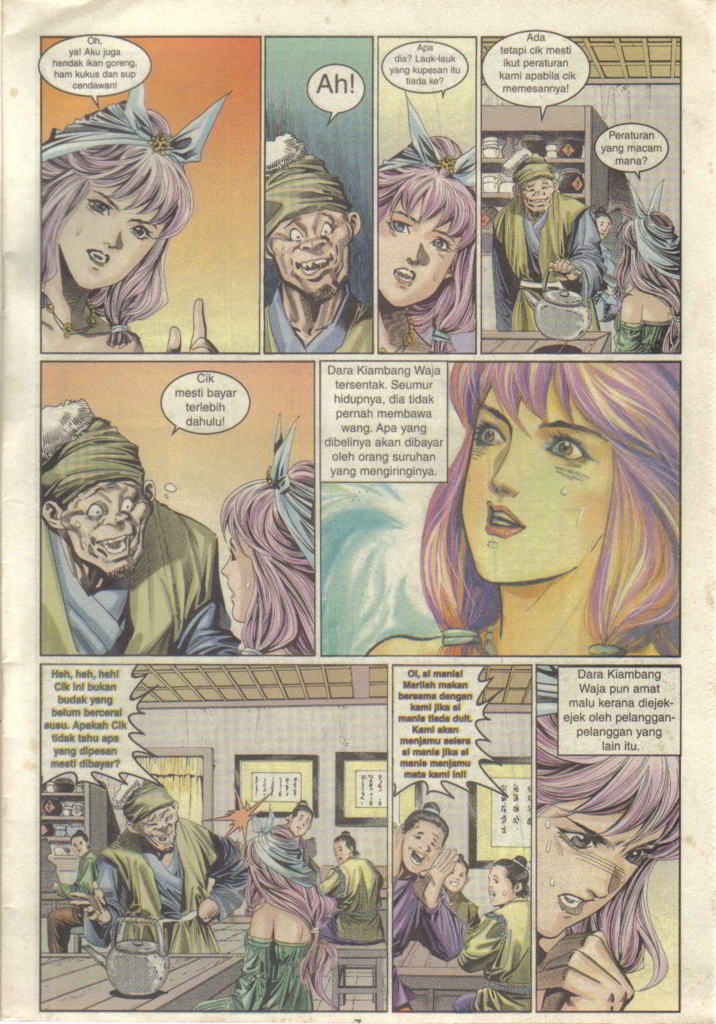 Oh,
ya! Aku juga
hendak ikan goreng,
ham kukus dan sup
cendawan!
Ah!
Apa
dia? Lauk-lauk
yang kupesan itu
tiada ke?
Ada
tetapi cik mesti
ikut peraturan
kami apabila cik
memesannya!
Peraturan
yang macam
mana?
Cik
mesti bayar
terlebih
dahulu!
Dara Kiambang Waja
tersentak. Seumur
hidupnya, dia tidak
pernah membawa
wang. Apa yang
dibelinya akan dibayar
oleh orang suruhan
yang mengiringinya.
Heh, heh, heh!
Cik ini bukan
budak yang
belum bercerai
susu. Apakah Cik
tidak tahu apa
yang dipesan
mesti dibayar?
Oi, si manis!
Marilah makan
bersama dengan
kami jika si
manis tiada duit.
Kami akan
menjamu selera
si manis menjamu
mata kami ini!
Dara Kiambang
Waja pun amat
malu kerana diejek-
ejek oleh pelanggan-
pelanggan yang
lain itu.
7